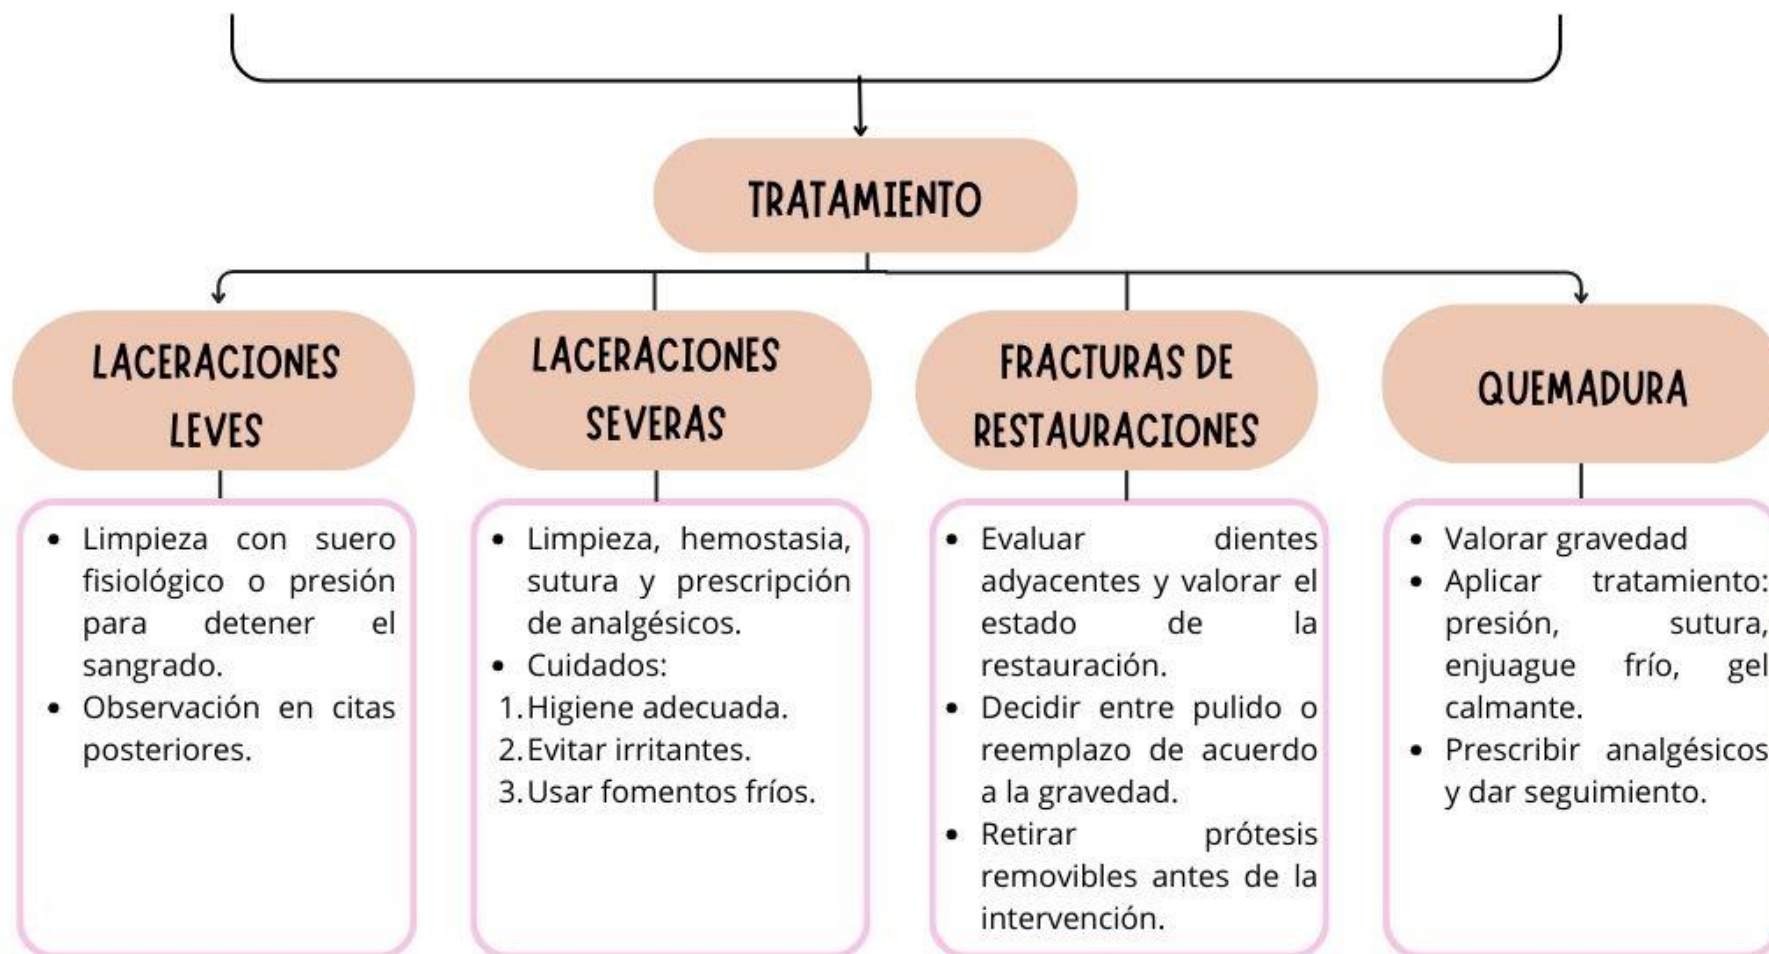 TRATAMIENTO
LACERACIONES
LEVES
• Limpieza con suero
fisiológico o presión
para detener el
sangrado.
• Observación en citas
posteriores.
LACERACIONES
SEVERAS
• Limpieza, hemostasia,
sutura y prescripción
de analgésicos.
• Cuidados:
1. Higiene adecuada.
2. Evitar irritantes.
3. Usar fomentos fríos.
FRACTURAS DE
RESTAURACIONES
• Evaluar dientes
adyacentes y valorar el
estado de la
restauración.
• Decidir entre pulido o
reemplazo de acuerdo
a la gravedad.
• Retirar prótesis
removibles antes de la
intervención.
QUEMADURA
• Valorar gravedad
• Aplicar tratamiento:
presión, sutura,
enjuague frío, gel
calmante.
• Prescribir analgésicos
y dar seguimiento.